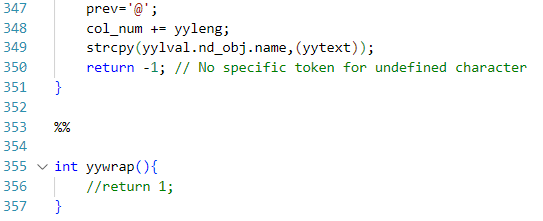 347 prev='@';
348 col_num += yyleng;
349 strcpy(yylval.nd_obj.name,(yytext));
350 return -1; // No specific token for undefined character
351 }
352
353 %%
354
355 int yywrap(){
356 //return 1;
357 }